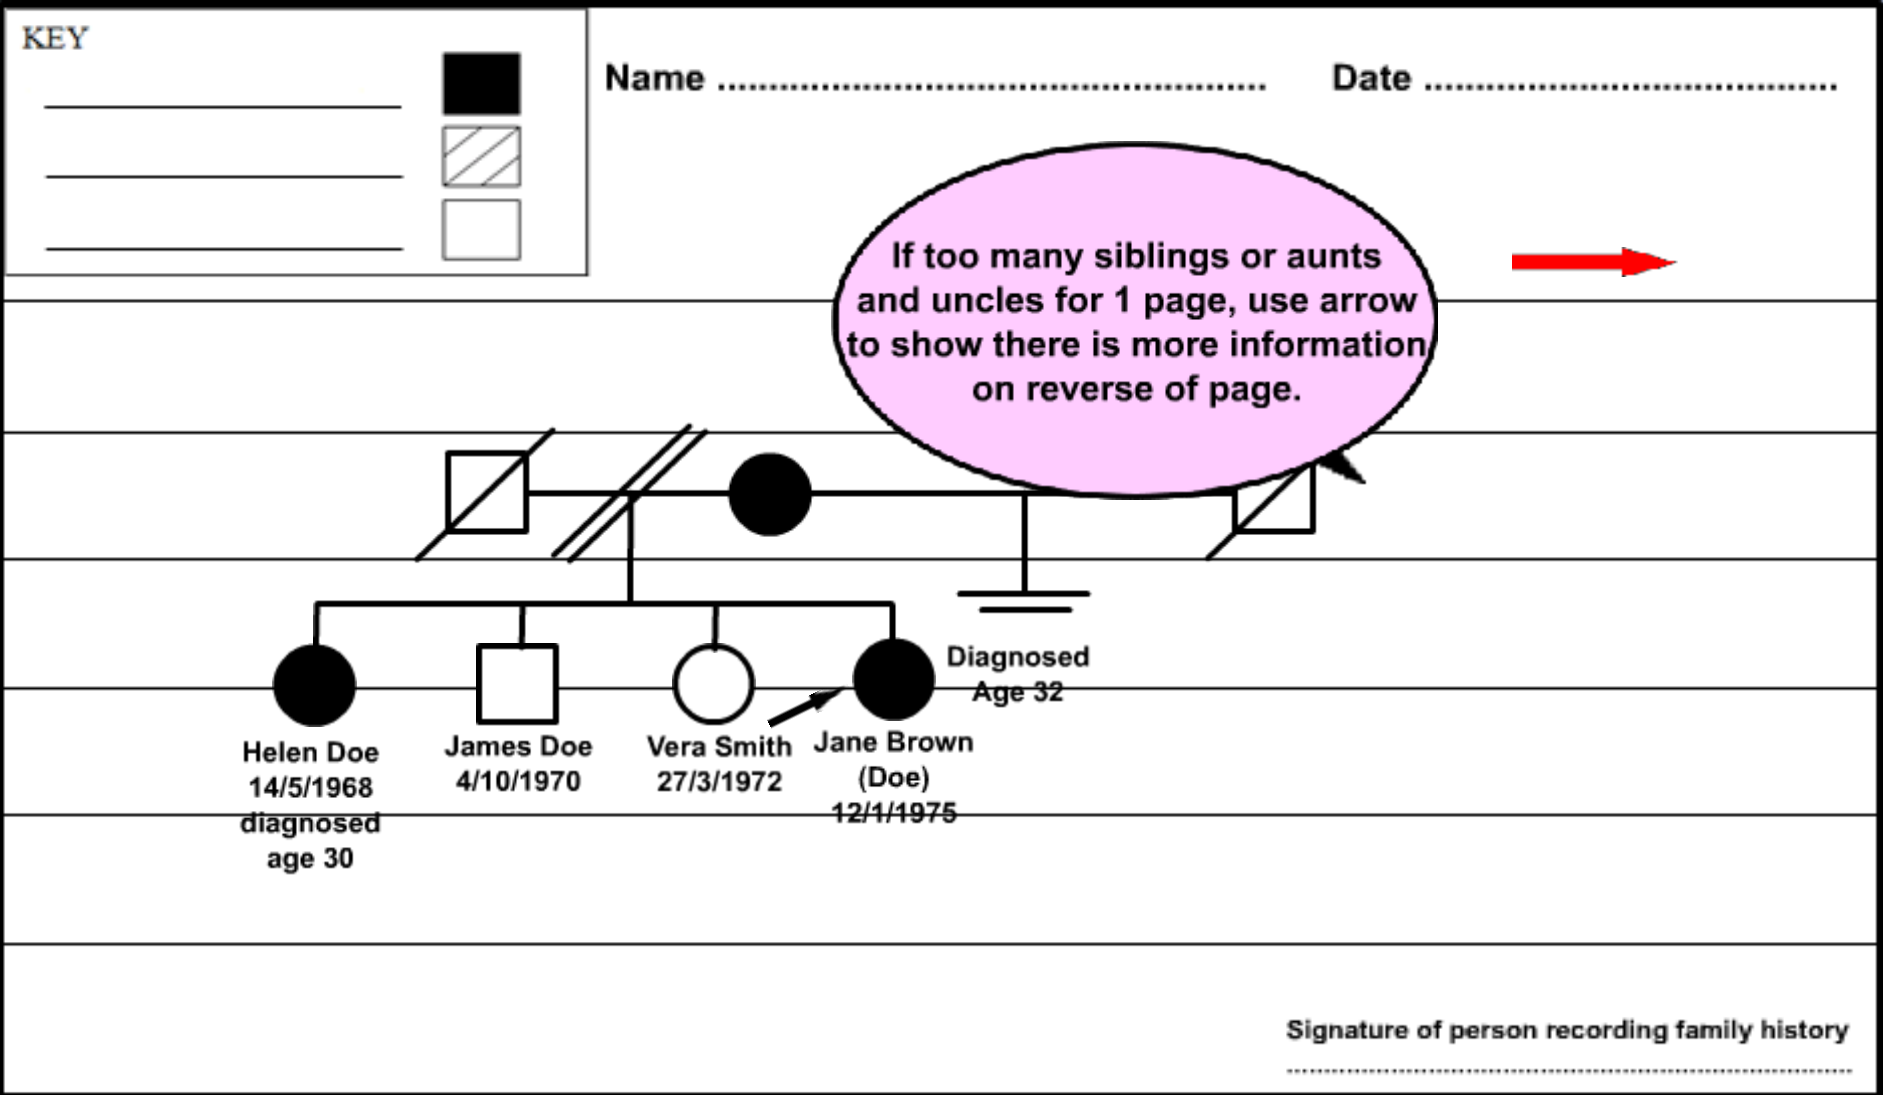 KEY
Name ....................................................
Date .......................................
If too many siblings or aunts
and uncles for 1 page, use arrow
to show there is more information
on reverse of page.
Diagnosed
Age 32
Helen Doe
14/5/1968
diagnosed
age 30
James Doe
4/10/1970
Vera Smith
27/3/1972
Jane Brown
(Doe)
12/1/1975
Signature of person recording family history
................................................................................